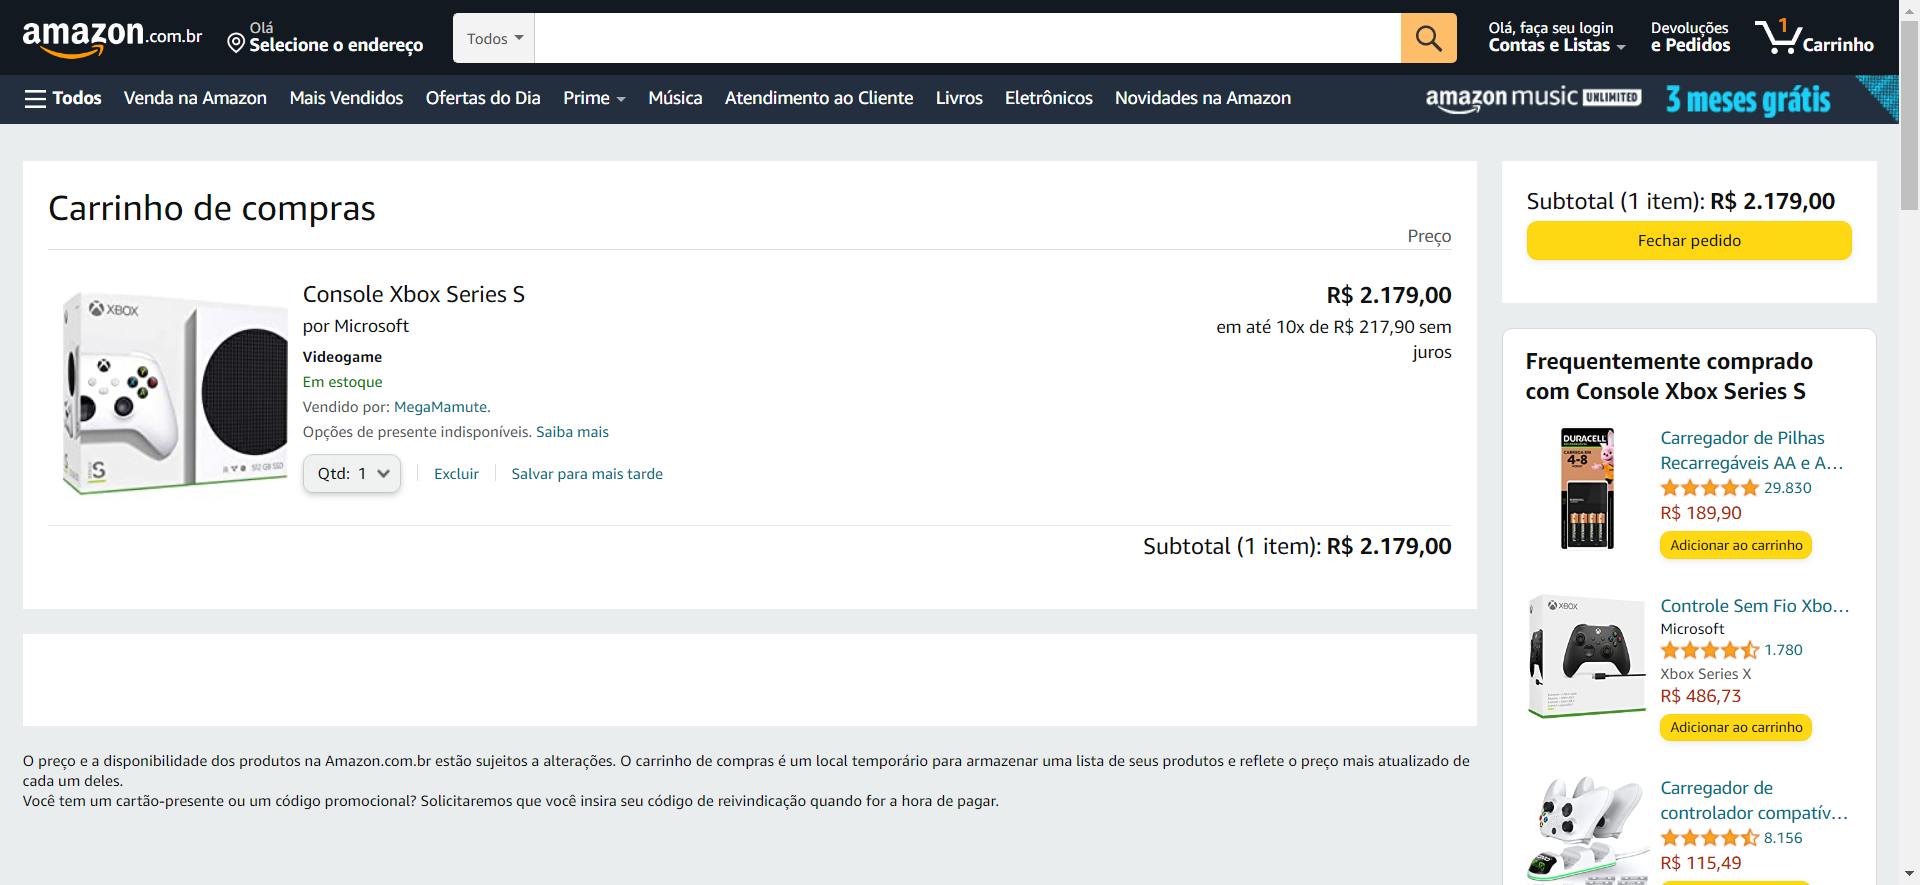 amazon.com.br
Olá
Selecione o endereço
Todos
Olá, faça seu login
Contas e Listas
Devoluções
e Pedidos
1
Carrinho
Todos
Venda na Amazon
Mais Vendidos
Ofertas do Dia
Prime
Música
Atendimento ao Cliente
Livros
Eletrônicos
Novidades na Amazon
amazon music UNLIMITED
3 meses grátis
Carrinho de compras
Preço
XBOX
S
512 GB SSD
Console Xbox Series S
por Microsoft
Videogame
Em estoque
Vendido por: MegaMamute.
Opções de presente indisponíveis. Saiba mais
Qtd: 1
Excluir
Salvar para mais tarde
R$ 2.179,00
em até 10x de R$ 217,90 sem
juros
Subtotal (1 item): R$ 2.179,00
O preço e a disponibilidade dos produtos na Amazon.com.br estão sujeitos a alterações. O carrinho de compras é um local temporário para armazenar uma lista de seus produtos e reflete o preço mais atualizado de
cada um deles.
Você tem um cartão-presente ou um código promocional? Solicitaremos que você insira seu código de reivindicação quando for a hora de pagar.
Subtotal (1 item): R$ 2.179,00
Fechar pedido
Frequentemente comprado
com Console Xbox Series S
DURACELL
4-8
Carregador de Pilhas
Recarregáveis AA e A…
29.830
R$ 189,90
Adicionar ao carrinho
XBOX
Controle Sem Fio Xbo…
Microsoft
1.780
Xbox Series X
R$ 486,73
Adicionar ao carrinho
Carregador de
controlador compatív…
8.156
R$ 115,49